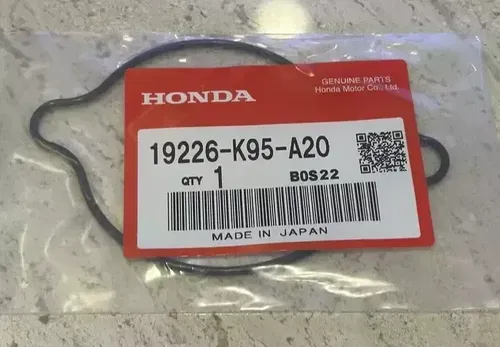 GENUINE PARTS
HONDA
Honda Motor Co., Ltd.
19226-K95-A20
QTY 1 B0S22
MADE IN JAPAN